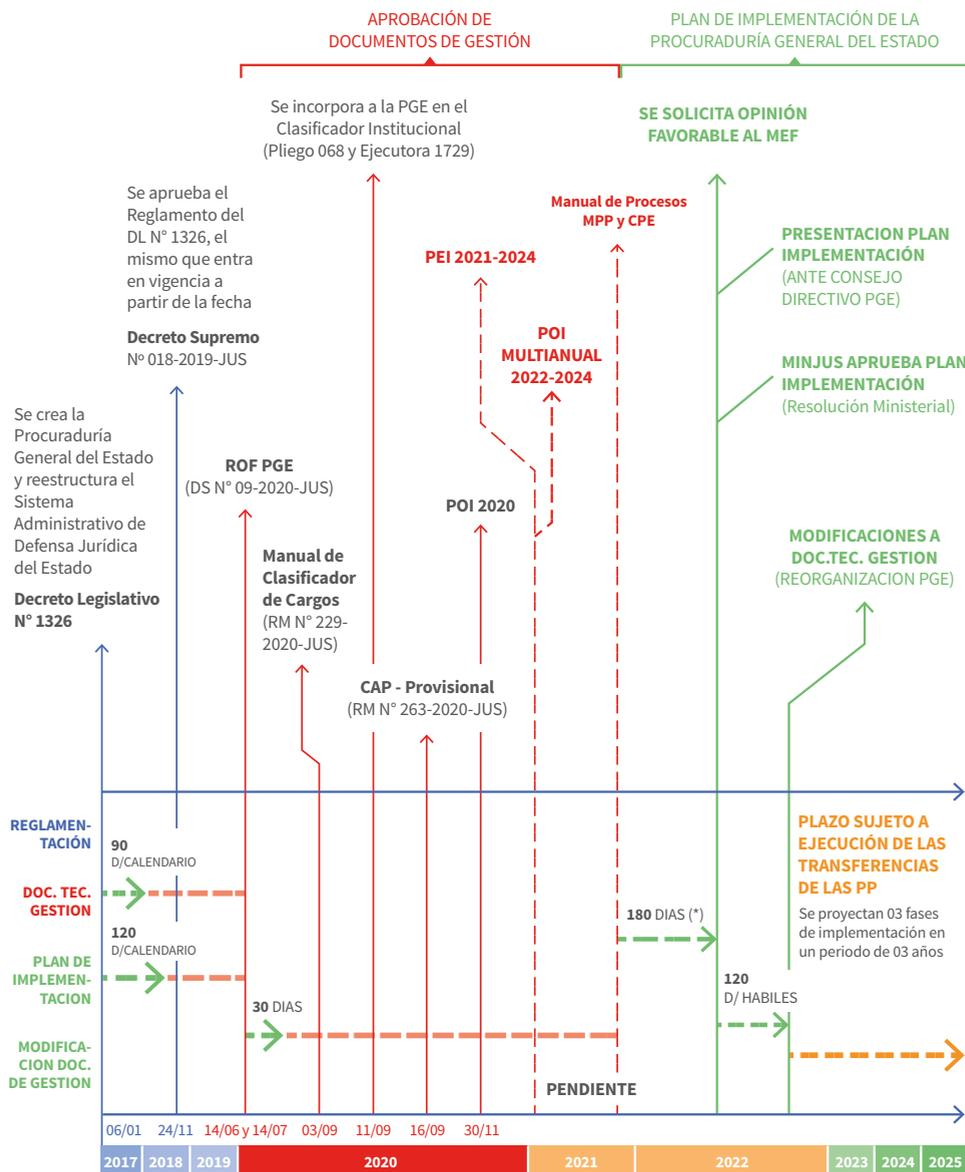 APROBACIÓN DE
DOCUMENTOS DE GESTIÓN
PLAN DE IMPLEMENTACIÓN DE LA
PROCURADURÍA GENERAL DEL ESTADO
Se incorpora a la PGE en el
Clasificador Institucional
(Pliego 068 y Ejecutora 1729)
SE SOLICITA OPINIÓN
FAVORABLE AL MEF
Se aprueba el
Reglamento del
DL N° 1326, el
mismo que entra
en vigencia a
partir de la fecha
Decreto Supremo
Nº 018-2019-JUS
Manual de Procesos
MPP y CPE
PEI 2021-2024
PRESENTACION PLAN
IMPLEMENTACIÓN
(ANTE CONSEJO
DIRECTIVO PGE)
POI
MULTIANUAL
2022-2024
MINJUS APRUEBA PLAN
IMPLEMENTACIÓN
(Resolución Ministerial)
Se crea la
Procuraduría
General del Estado
y reestructura el
Sistema
Administrativo de
Defensa Jurídica
del Estado
Decreto Legislativo
N° 1326
ROF PGE
(DS N° 09-2020-JUS)
POI 2020
Manual de
Clasificador
de Cargos
(RM N° 229-
2020-JUS)
MODIFICACIONES A
DOC.TEC. GESTION
(REORGANIZACION PGE)
CAP - Provisional
(RM N° 263-2020-JUS)
REGLAMEN-
TACIÓN
90
D/CALENDARIO
DOC. TEC.
GESTION
120
D/CALENDARIO
PLAN DE
IMPLEMEN-
TACION
30 DIAS
MODIFICA-
CION DOC.
DE GESTION
180 DIAS (*)
120
D/ HABILES
PLAZO SUJETO A
EJECUCIÓN DE LAS
TRANSFERENCIAS
DE LAS PP
Se proyectan 03 fases
de implementación en
un periodo de 03 años
PENDIENTE
06/01 24/11 14/06 y 14/07 03/09 11/09 16/09 30/11
2017 2018 2019 2020 2021 2022 2023 2024 2025